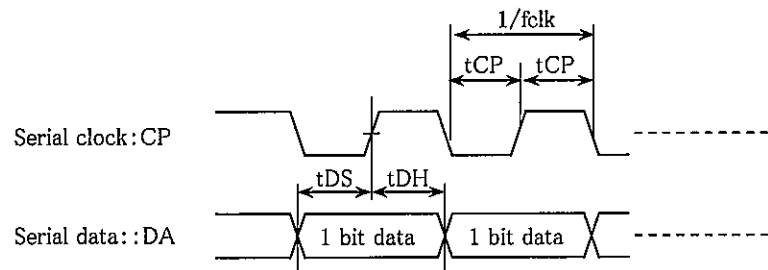 1/fclk
tCP tCP
Serial clock:CP
tDS tDH
Serial data::DA 1 bit data 1 bit data